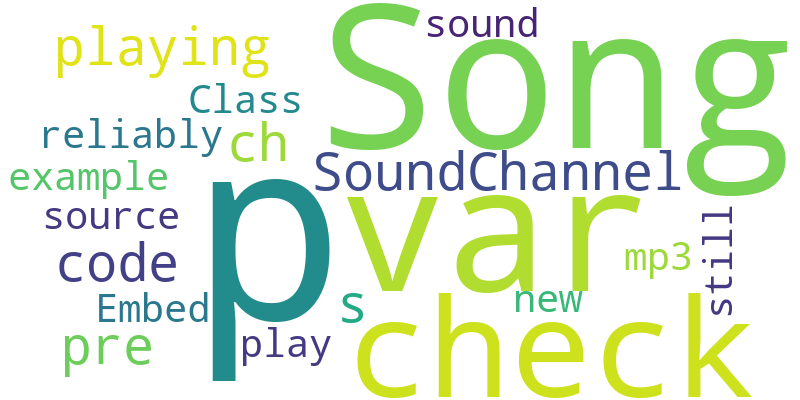 sound
Song
playing
Class
reliably
ch
SoundChannel
example
p
var
source
still
code
mp3
Embed
s
new
check
pre
play